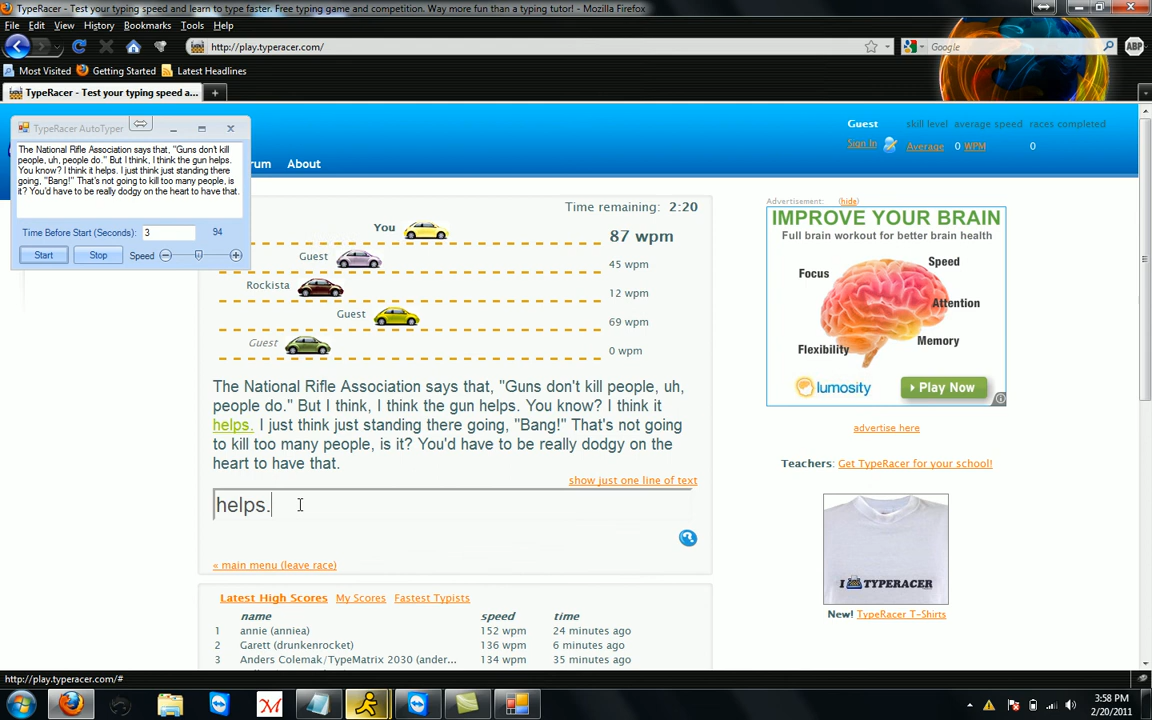 TypeRacer - Test your typing speed and learn to type faster. Free typing game and competition. Way more fun than a typing tutor! - Mozilla Firefox
File Edit View History Bookmarks Tools Help
http://play.typeracer.com/
Google
ABP
Most Visited Getting Started Latest Headlines
TypeRacer - Test your typing speed a...
TypeRacer AutoTyper
The National Rifle Association says that, "Guns don't kill
people, uh, people do." But I think, I think the gun helps.
You know? I think it helps. I just think just standing there
going, "Bang!" That's not going to kill too many people, is
it? You'd have to be really dodgy on the heart to have that.
Time Before Start (Seconds): 3 94
Start Stop Speed
About
Guest skill level average speed races completed
Sign In Average 0 WPM 0
Time remaining: 2:20
You 87 wpm
Guest 45 wpm
Rockista 12 wpm
Guest 69 wpm
Guest 0 wpm
The National Rifle Association says that, "Guns don't kill people, uh,
people do." But I think, I think the gun helps. You know? I think it
helps. I just think just standing there going, "Bang!" That's not going
to kill too many people, is it? You'd have to be really dodgy on the
heart to have that.
show just one line of text
helps.
« main menu (leave race)
Latest High Scores My Scores Fastest Typists
name speed time
1 annie (anniea) 152 wpm 24 minutes ago
2 Garett (drunkenrocket) 136 wpm 6 minutes ago
3 Anders Colemak/TypeMatrix 2030 (ander... 134 wpm 35 minutes ago
Advertisement: (hide)
IMPROVE YOUR BRAIN
Full brain workout for better brain health
Focus
Speed
Attention
Memory
Flexibility
lumosity
Play Now
advertise here
Teachers: Get TypeRacer for your school!
I TYPERACER
New! TypeRacer T-Shirts
http://play.typeracer.com/#
3:58 PM
2/20/2011